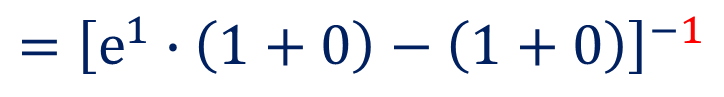 = [e¹ · (1 + 0) − (1 + 0)]⁻¹